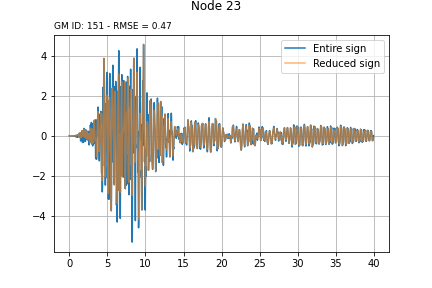 Node 23
GM ID: 151 - RMSE = 0.47
Entire sign
Reduced sign
4
2
0
−2
−4
0 5 10 15 20 25 30 35 40